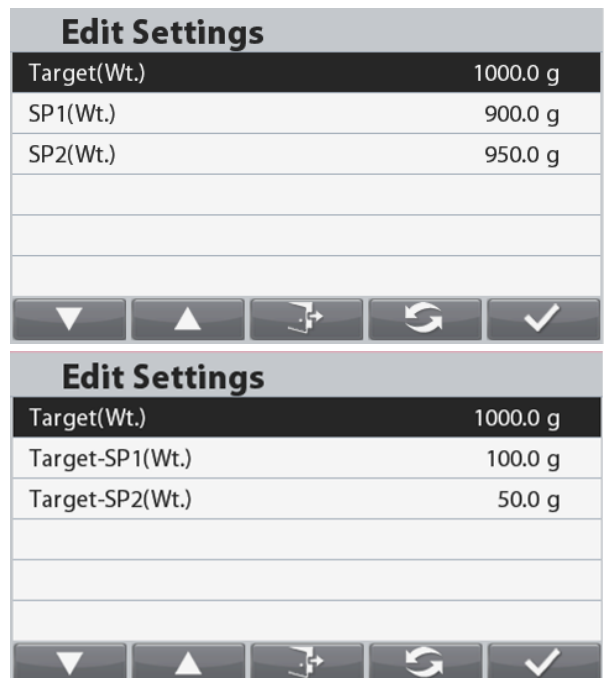 Edit Settings
Target(Wt.) 1000.0 g
SP1(Wt.) 900.0 g
SP2(Wt.) 950.0 g
Edit Settings
Target(Wt.) 1000.0 g
Target-SP1(Wt.) 100.0 g
Target-SP2(Wt.) 50.0 g